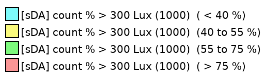 [sDA] count % > 300 Lux (1000) ( < 40 %)
[sDA] count % > 300 Lux (1000) (40 to 55 %)
[sDA] count % > 300 Lux (1000) (55 to 75 %)
[sDA] count % > 300 Lux (1000) ( > 75 %)